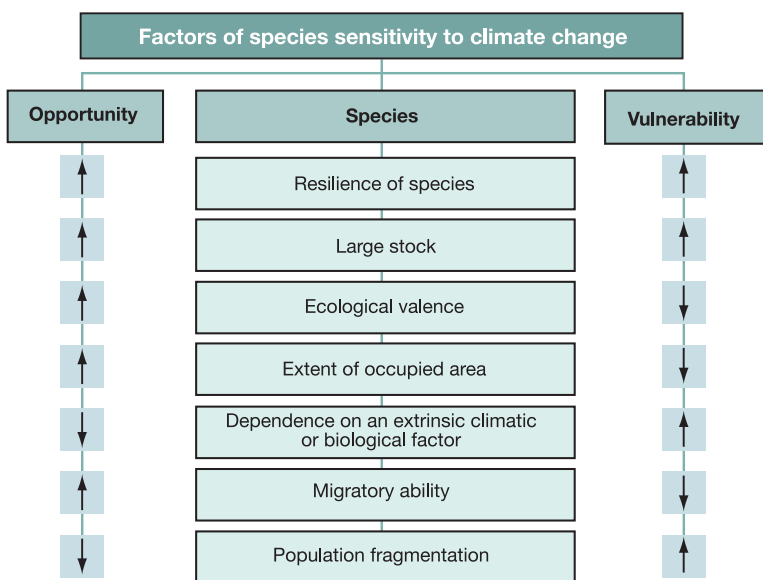 Factors of species sensitivity to climate change
Opportunity
Species
Vulnerability
Resilience of species
Large stock
Ecological valence
Extent of occupied area
Dependence on an extrinsic climatic
or biological factor
Migratory ability
Population fragmentation